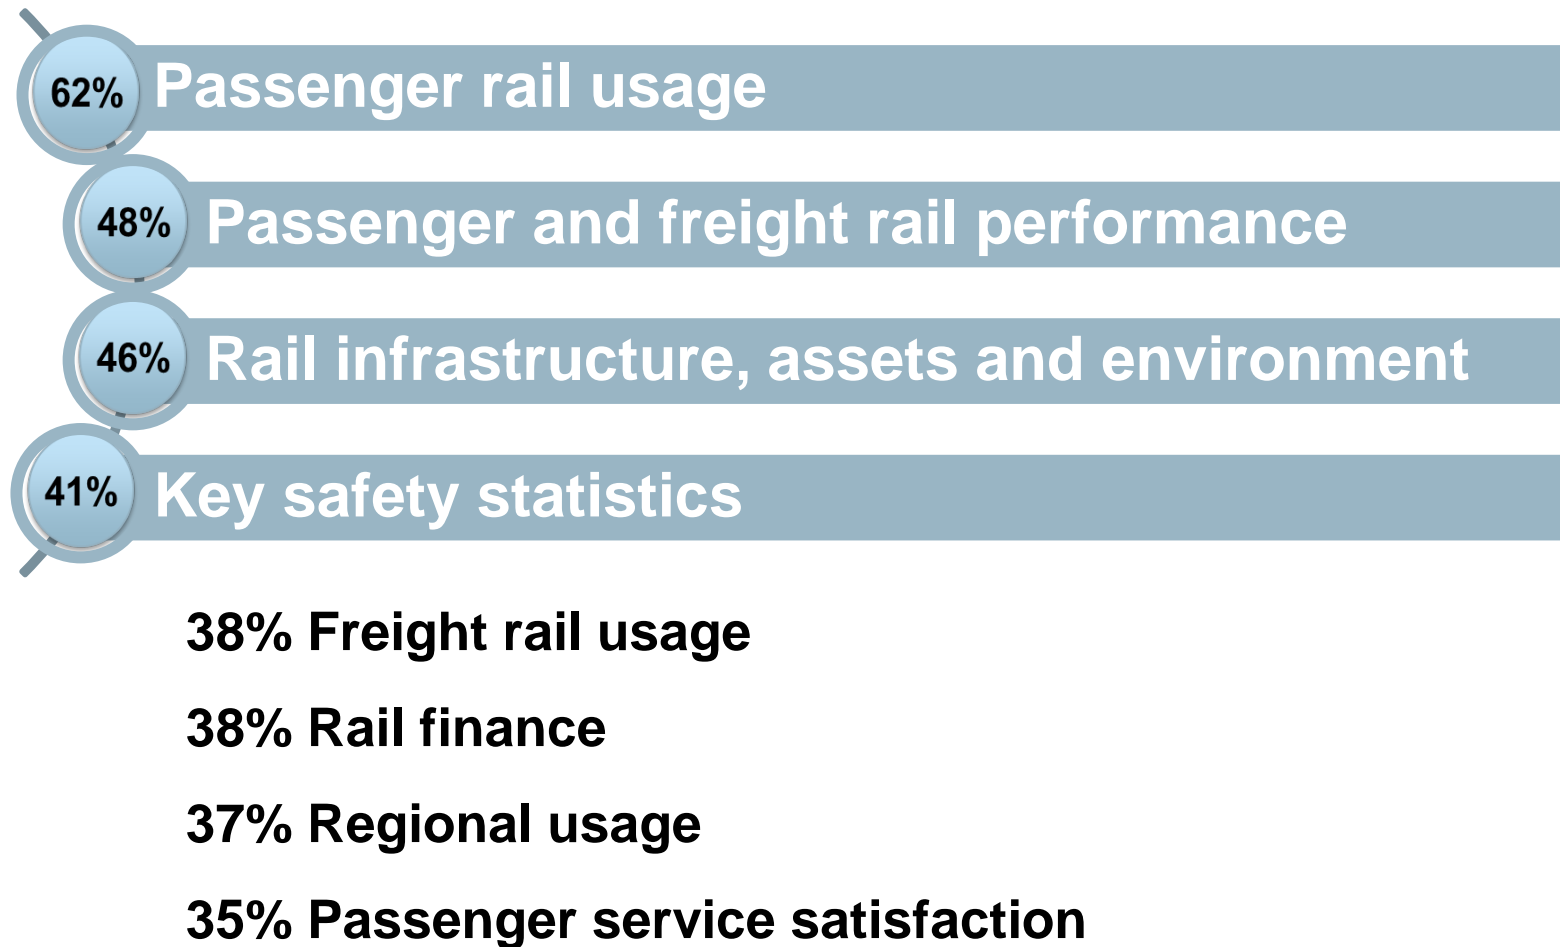 62% Passenger rail usage
48% Passenger and freight rail performance
46% Rail infrastructure, assets and environment
41% Key safety statistics
38% Freight rail usage
38% Rail finance
37% Regional usage
35% Passenger service satisfaction